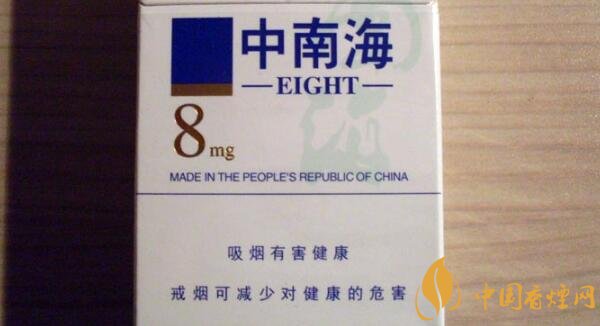 中南海
EIGHT
8mg
MADE IN THE PEOPLE'S REPUBLIC OF CHINA
吸烟有害健康
戒烟可减少对健康的危害
中国香烟网